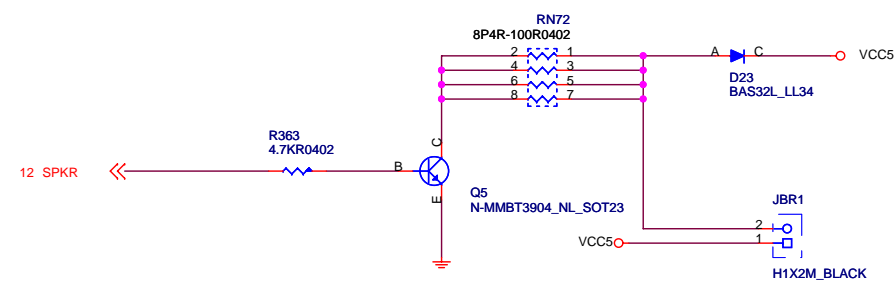 RN72
8P4R-100R0402
2 1
4 3
6 5
8 7
A C
VCC5
D23
BAS32L_LL34
R363
4.7KR0402
12 SPKR
B
C
E
Q5
N-MMBT3904_NL_SOT23
JBR1
2
VCC5
1
H1X2M_BLACK